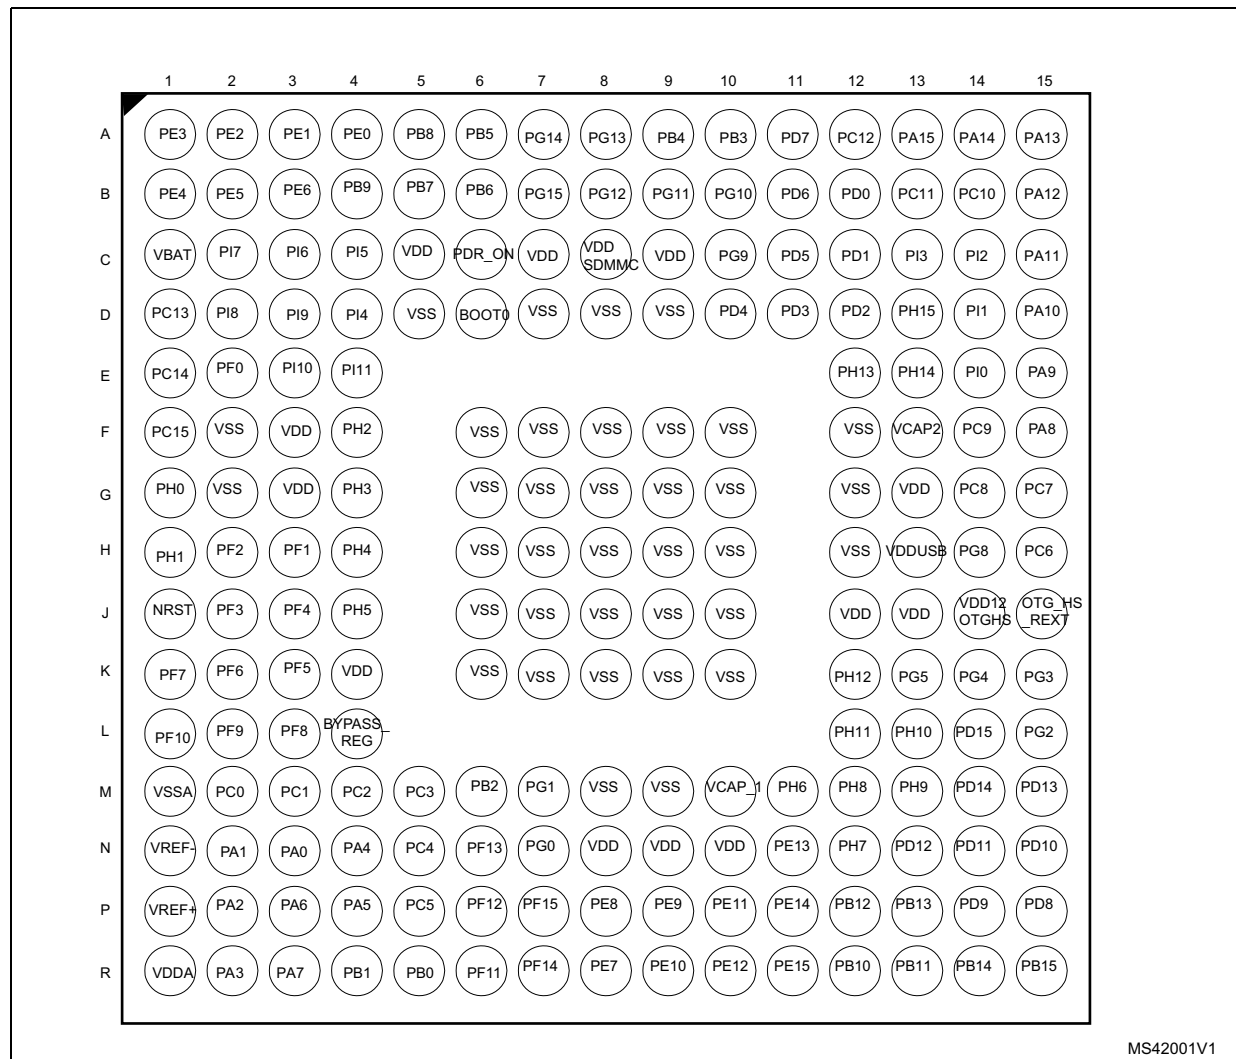 1 2 3 4 5 6 7 8 9 10 11 12 13 14 15
A PE3 PE2 PE1 PE0 PB8 PB5 PG14 PG13 PB4 PB3 PD7 PC12 PA15 PA14 PA13
B PE4 PE5 PE6 PB9 PB7 PB6 PG15 PG12 PG11 PG10 PD6 PD0 PC11 PC10 PA12
C VBAT PI7 PI6 PI5 VDD PDR_ON VDD VDD SDMMC VDD PG9 PD5 PD1 PI3 PI2 PA11
D PC13 PI8 PI9 PI4 VSS BOOT0 VSS VSS VSS PD4 PD3 PD2 PH15 PI1 PA10
E PC14 PF0 PI10 PI11 PH13 PH14 PI0 PA9
F PC15 VSS VDD PH2 VSS VSS VSS VSS VSS VSS VCAP2 PC9 PA8
G PH0 VSS VDD PH3 VSS VSS VSS VSS VSS VSS VDD PC8 PC7
H PH1 PF2 PF1 PH4 VSS VSS VSS VSS VSS VSS VDDUSB PG8 PC6
J NRST PF3 PF4 PH5 VSS VSS VSS VSS VSS VDD VDD VDD12 OTGHS OTG_HS _REXT
K PF7 PF6 PF5 VDD VSS VSS VSS VSS VSS PH12 PG5 PG4 PG3
L PF10 PF9 PF8 BYPASS_ REG PH11 PH10 PD15 PG2
M VSSA PC0 PC1 PC2 PC3 PB2 PG1 VSS VSS VCAP_1 PH6 PH8 PH9 PD14 PD13
N VREF- PA1 PA0 PA4 PC4 PF13 PG0 VDD VDD VDD PE13 PH7 PD12 PD11 PD10
P VREF+ PA2 PA6 PA5 PC5 PF12 PF15 PE8 PE9 PE11 PE14 PB12 PB13 PD9 PD8
R VDDA PA3 PA7 PB1 PB0 PF11 PF14 PE7 PE10 PE12 PE15 PB10 PB11 PB14 PB15
MS42001V1